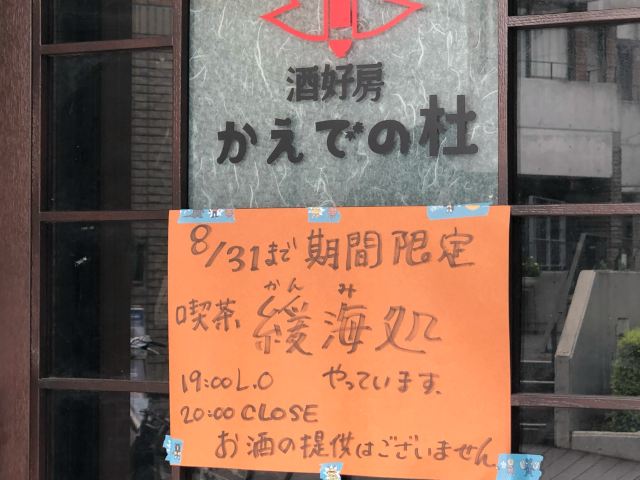 酒好房
かえでの杜
8/31まで 期間限定
かん み
喫茶 緩海処
19:00 L.O やっています.
20:00 CLOSE
お酒の提供はございません